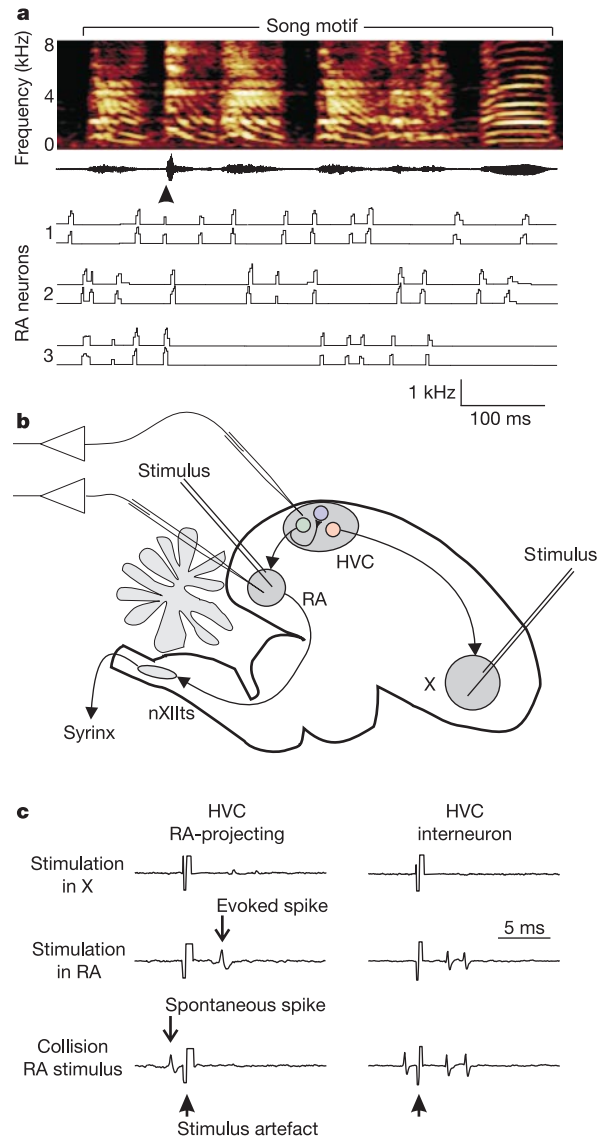 a
Song motif
Frequency (kHz)
8
4
0
RA neurons
1
2
3
1 kHz
100 ms
b
Stimulus
HVC
RA
Stimulus
X
nXIIts
Syrinx
c
HVC
RA-projecting
HVC
interneuron
Stimulation
in X
Evoked spike
5 ms
Stimulation
in RA
Spontaneous spike
Collision
RA stimulus
Stimulus artefact